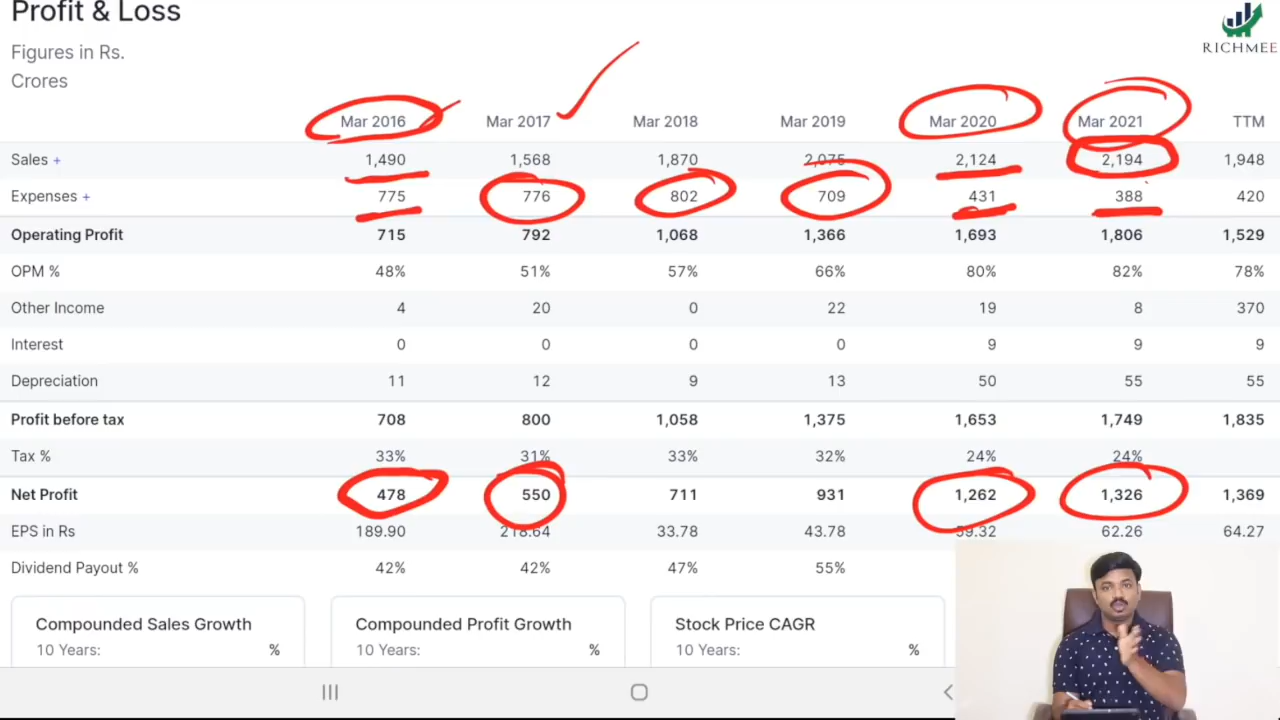 Profit & Loss
RICHMEE
Figures in Rs.
Crores
Mar 2016 Mar 2017 Mar 2018 Mar 2019 Mar 2020 Mar 2021 TTM
Sales + 1,490 1,568 1,870 2,075 2,124 2,194 1,948
Expenses + 775 776 802 709 431 388 420
Operating Profit 715 792 1,068 1,366 1,693 1,806 1,529
OPM % 48% 51% 57% 66% 80% 82% 78%
Other Income 4 20 0 22 19 8 370
Interest 0 0 0 0 9 9 9
Depreciation 11 12 9 13 50 55 55
Profit before tax 708 800 1,058 1,375 1,653 1,749 1,835
Tax % 33% 31% 33% 32% 24% 24%
Net Profit 478 550 711 931 1,262 1,326 1,369
EPS in Rs 189.90 218.64 33.78 43.78 59.32 62.26 64.27
Dividend Payout % 42% 42% 47% 55%
Compounded Sales Growth Compounded Profit Growth Stock Price CAGR
10 Years: % 10 Years: % 10 Years: %